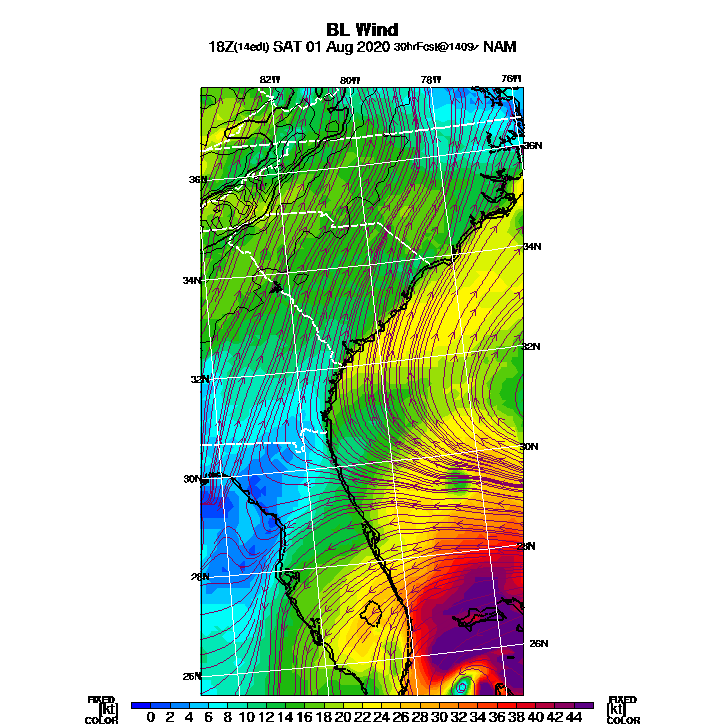 BL Wind
18Z(14edt) SAT 01 Aug 2020 30hrFcst@1409z NAM
82W 80W 78W 76W
36N
36N
34N
34N
32N
32N
30N
30N
28N
28N
26N
26N
FIXED FIXED
[kt] 0 2 4 6 8 10 12 14 16 18 20 22 24 26 28 30 32 34 36 38 40 42 44 [kt]
COLOR COLOR